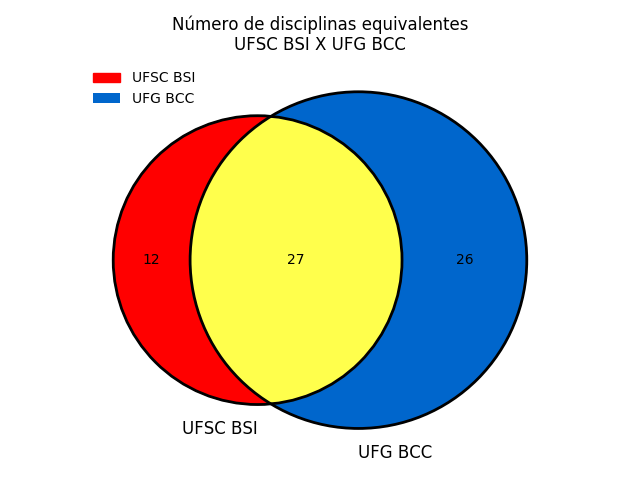 Número de disciplinas equivalentes
UFSC BSI X UFG BCC
UFSC BSI
UFG BCC
12
27
26
UFSC BSI
UFG BCC